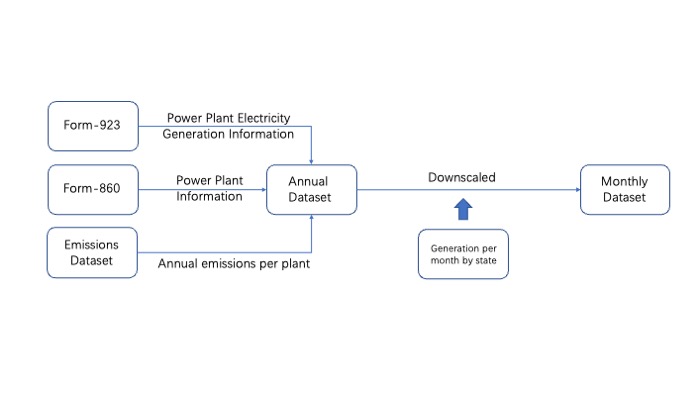 Form-923
Power Plant Electricity
Generation Information
Form-860
Power Plant
Information
Annual
Dataset
Downscaled
Monthly
Dataset
Emissions
Dataset
Annual emissions per plant
Generation per
month by state